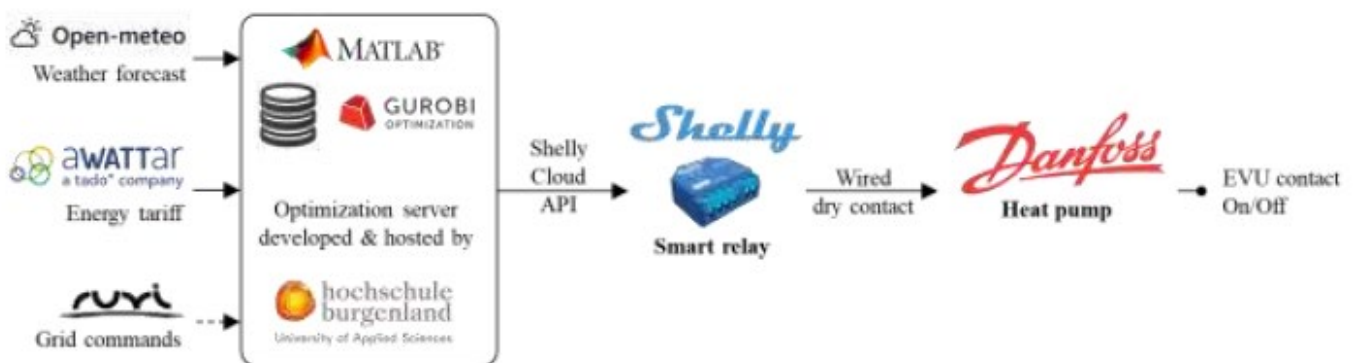 Open-meteo
Weather forecast
aWATTar
a tado° company
Energy tariff
ruvi
Grid commands
MATLAB
GUROBI
OPTIMIZATION
Optimization server
developed & hosted by
hochschule
burgenland
University of Applied Sciences
Shelly
Cloud
API
Shelly
Smart relay
Wired
dry contact
Danfoss
Heat pump
EVU contact
On/Off